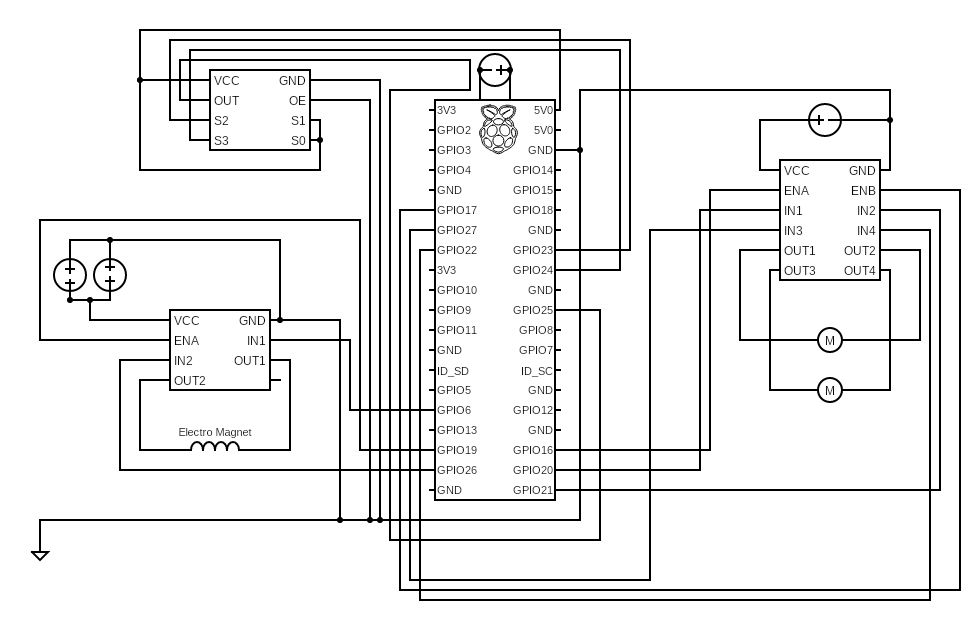 VCC GND
OUT OE
S2 S1
S3 S0
3V3 5V0
GPIO2 5V0
GPIO3 GND
GPIO4 GPIO14
GND GPIO15
GPIO17 GPIO18
GPIO27 GND
GPIO22 GPIO23
3V3 GPIO24
GPIO10 GND
GPIO9 GPIO25
GPIO11 GPIO8
GND GPIO7
ID_SD ID_SC
GPIO5 GND
GPIO6 GPIO12
GPIO13 GND
GPIO19 GPIO16
GPIO26 GPIO20
GND GPIO21
VCC GND
ENA ENB
IN1 IN2
IN3 IN4
OUT1 OUT2
OUT3 OUT4
M
M
VCC GND
ENA IN1
IN2 OUT1
OUT2
Electro Magnet